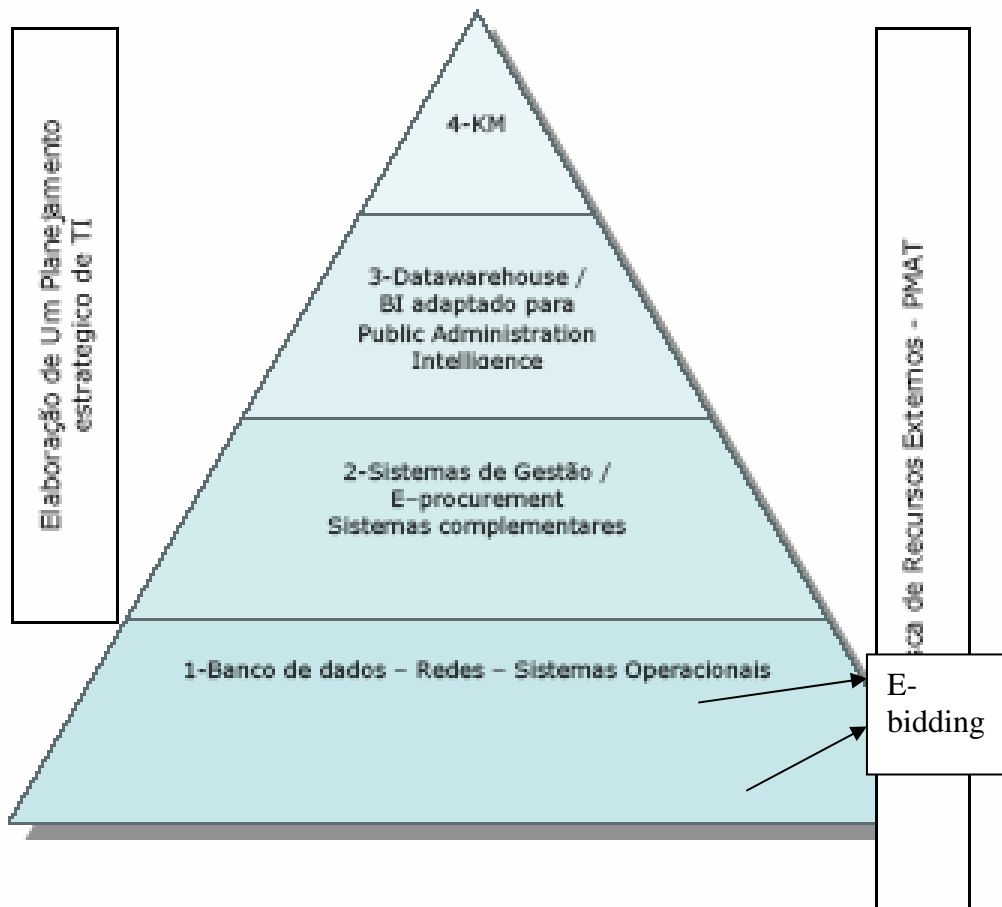 Elaboração de Um Planejamento
estrategico de TI
4-KM
3-Datawarehouse /
BI adaptado para
Public Administration
Intelligence
2-Sistemas de Gestão /
E-procurement
Sistemas complementares
1-Banco de dados – Redes – Sistemas Operacionais
de Recursos Externos - PMAT
E-
bidding